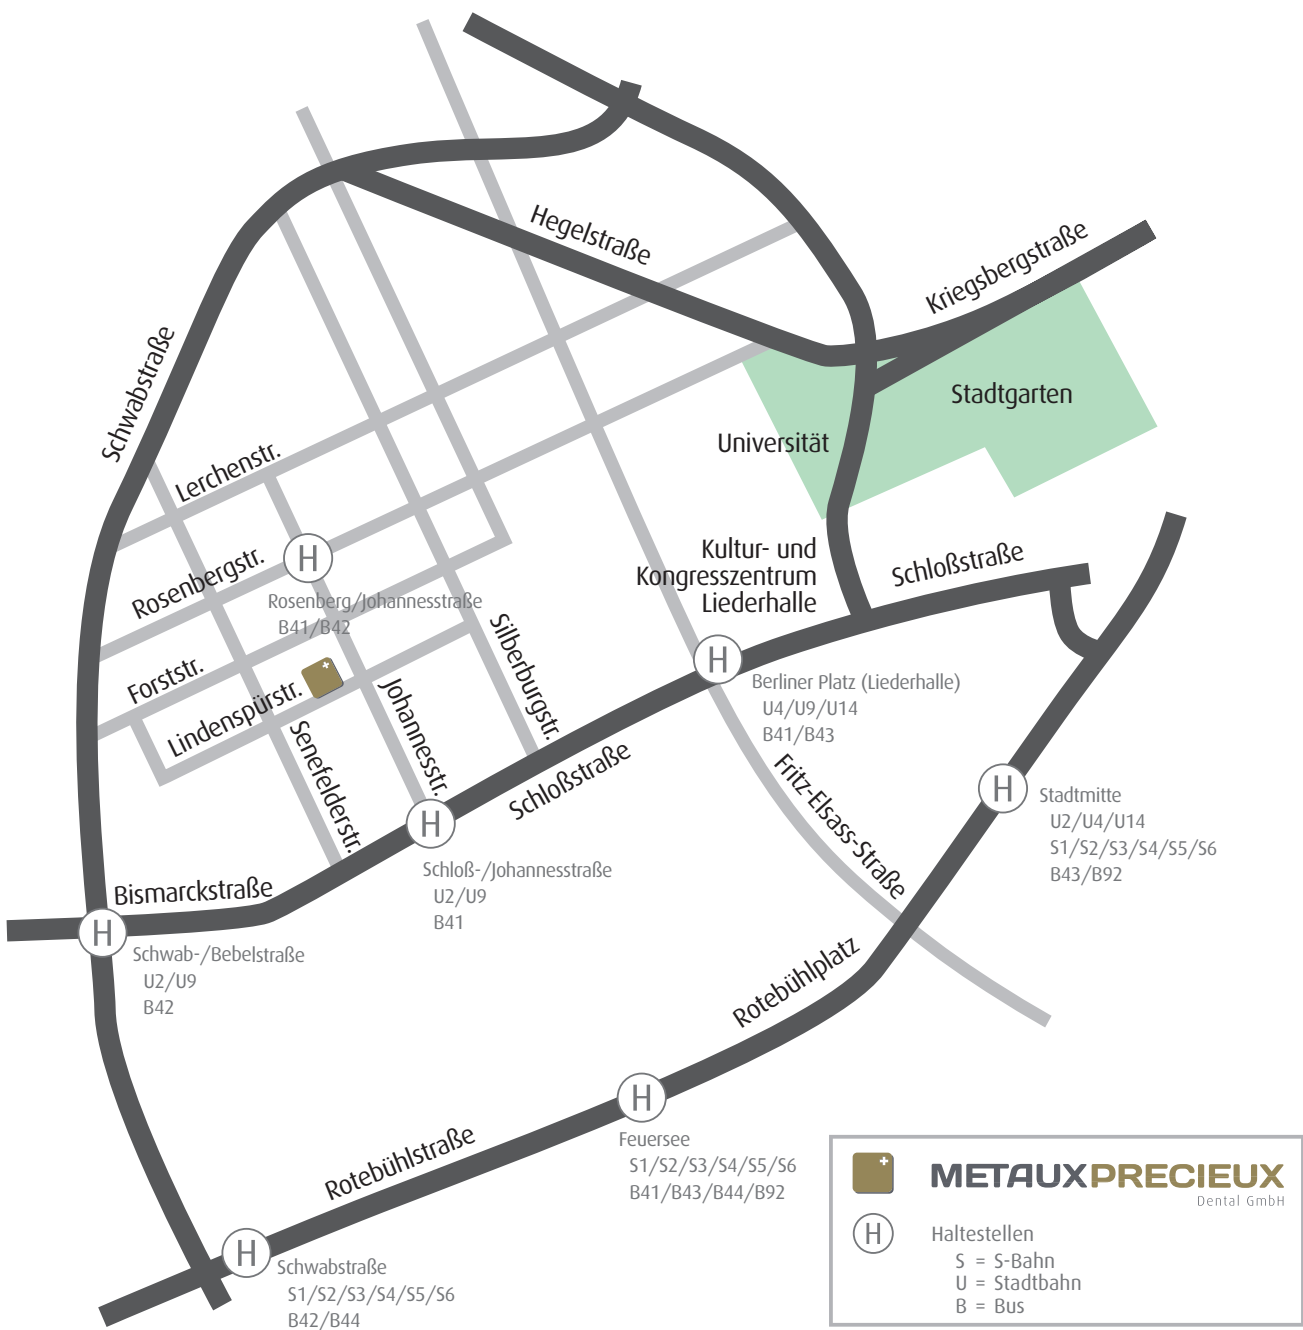 Hegelstraße
Kriegsbergstraße
Schwabstraße
Stadtgarten
Universität
Lerchenstr.
Rosenbergstr.
H
Rosenberg/Johannesstraße
B41/B42
Kultur- und
Kongresszentrum
Liederhalle
Schloßstraße
Forststr.
Lindenspürstr.
Silberburgstr.
Johannesstr.
Senefelderstr.
H
Berliner Platz (Liederhalle)
U4/U9/U14
B41/B43
Schloßstraße
Fritz-Elsass-Straße
H
Stadtmitte
U2/U4/U14
S1/S2/S3/S4/S5/S6
B43/B92
H
Schloß-/Johannesstraße
U2/U9
B41
Bismarckstraße
H
Schwab-/Bebelstraße
U2/U9
B42
Rotebühlplatz
H
Feuersee
S1/S2/S3/S4/S5/S6
B41/B43/B44/B92
Rotebühlstraße
H
Schwabstraße
S1/S2/S3/S4/S5/S6
B42/B44
METAUXPRECIEUX
Dental GmbH
H Haltestellen
S = S-Bahn
U = Stadtbahn
B = Bus